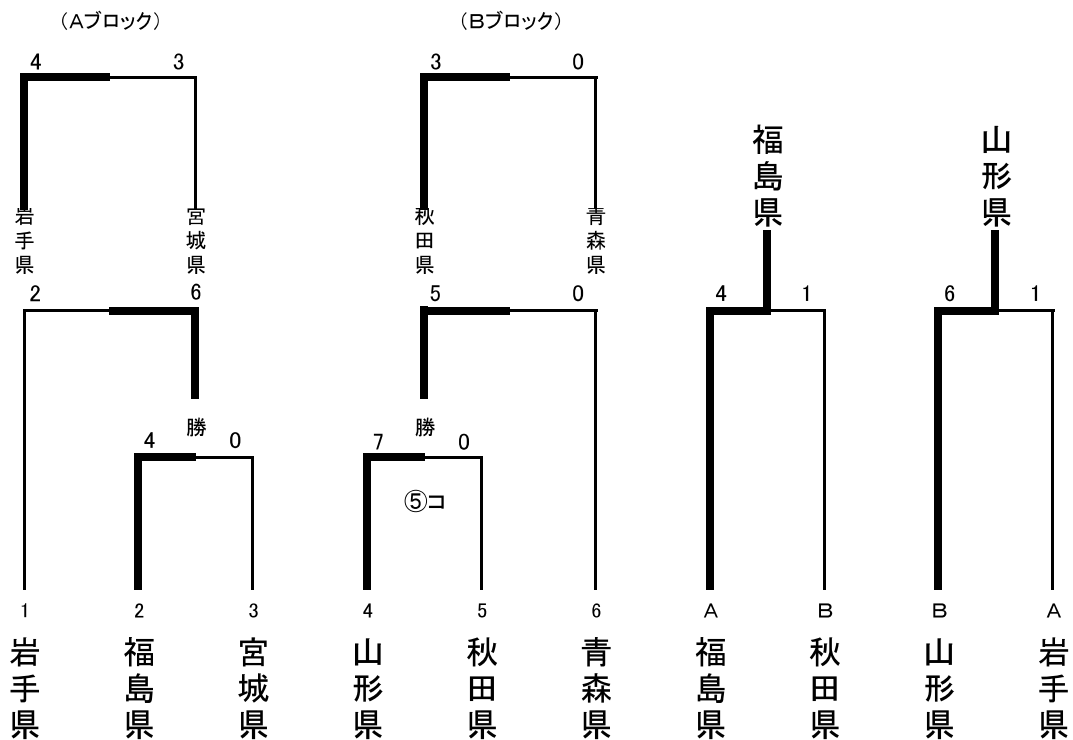 （Aブロック）
（Bブロック）
4 3
3 0
岩手県
宮城県
秋田県
青森県
福島県
山形県
2 6
5 0
4 1
6 1
勝
勝
4 0
7 0
⑤コ
1 2 3 4 5 6 A B B A
岩手県
福島県
宮城県
山形県
秋田県
青森県
福島県
秋田県
山形県
岩手県